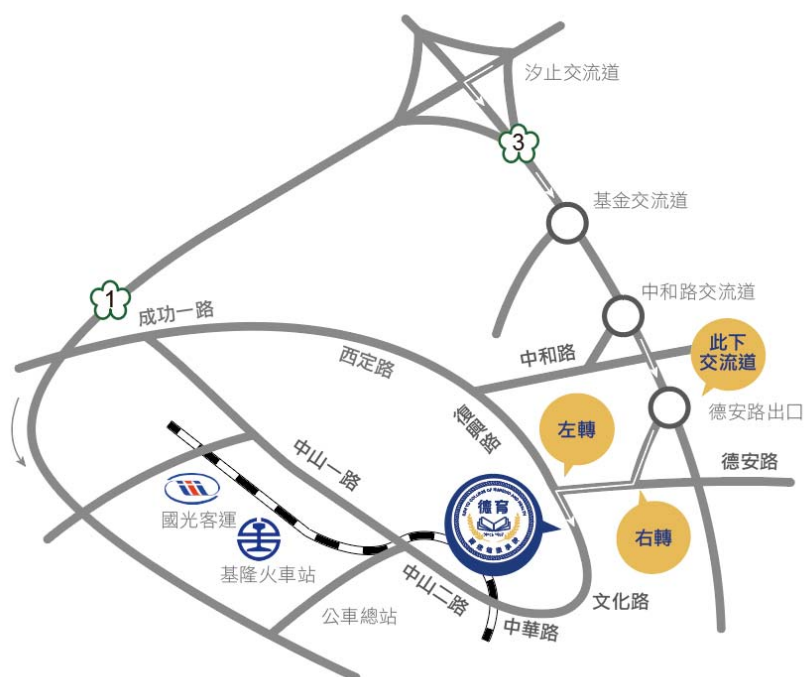 汐止交流道
3
基金交流道
1
中和路交流道
成功一路
此下
交流道
中和路
西定路
德安路出口
復興路
左轉
德安路
中山一路
國光客運
德育
右轉
基隆火車站
中山二路
文化路
公車總站
中華路